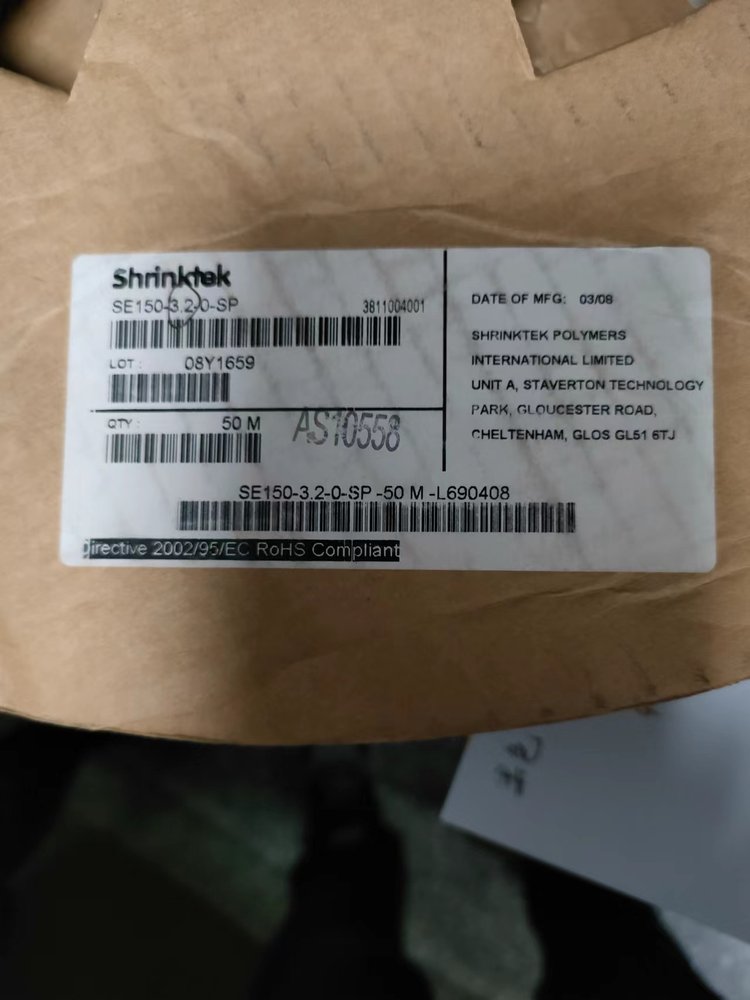 Shrinktek
SE150-3.2-0-SP 3811004001
LOT : 08Y1659
QTY : 50 M
AS10558
DATE OF MFG: 03/08
SHRINKTEK POLYMERS
INTERNATIONAL LIMITED
UNIT A, STAVERTON TECHNOLOGY
PARK, GLOUCESTER ROAD,
CHELTENHAM, GLOS GL51 6TJ
SE150-3.2-0-SP -50 M -L690408
Directive 2002/95/EC RoHS Compliant